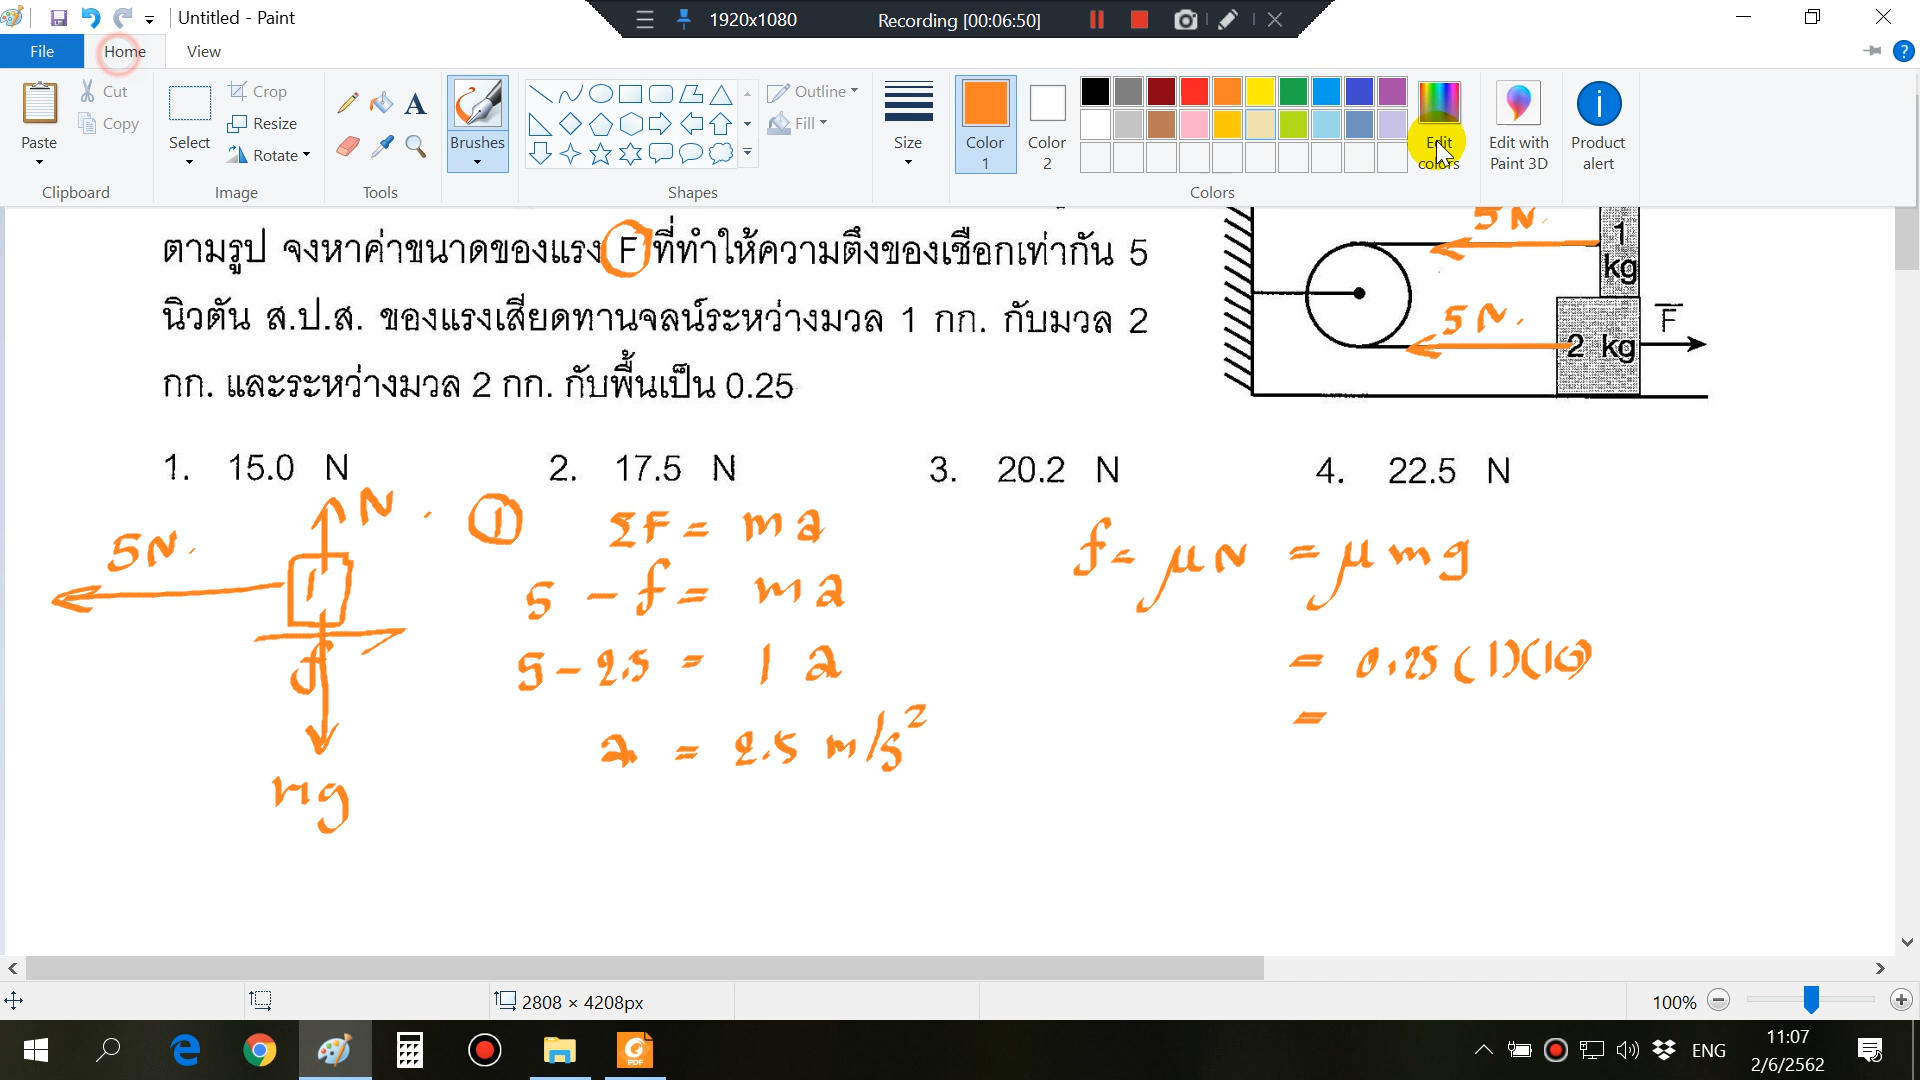 Untitled - Paint
1920x1080
Recording [00:06:50]
File
Home
View
Paste
Cut
Copy
Clipboard
Select
Crop
Resize
Rotate
Image
A
Tools
Brushes
Shapes
Outline
Fill
Size
Color 1
Color 2
Edit colors
Colors
Edit with Paint 3D
Product alert
ตามรูป จงหาค่าขนาดของแรง F ที่ทำให้ความตึงของเชือกเท่ากัน 5
นิวตัน ส.ป.ส. ของแรงเสียดทานจลน์ระหว่างมวล 1 กก. กับมวล 2
กก. และระหว่างมวล 2 กก. กับพื้นเป็น 0.25
5N.
1 kg
5N.
2 kg
F
1. 15.0 N
2. 17.5 N
3. 20.2 N
4. 22.5 N
N.
5N.
1
f
mg
1
ΣF = ma
5 - f = ma
5 - 2.5 = 1 a
a = 2.5 m/s²
f = μN = μmg
= 0.25 (1)(10)
=
2808 × 4208px
100%
PDF
ENG
11:07
2/6/2562